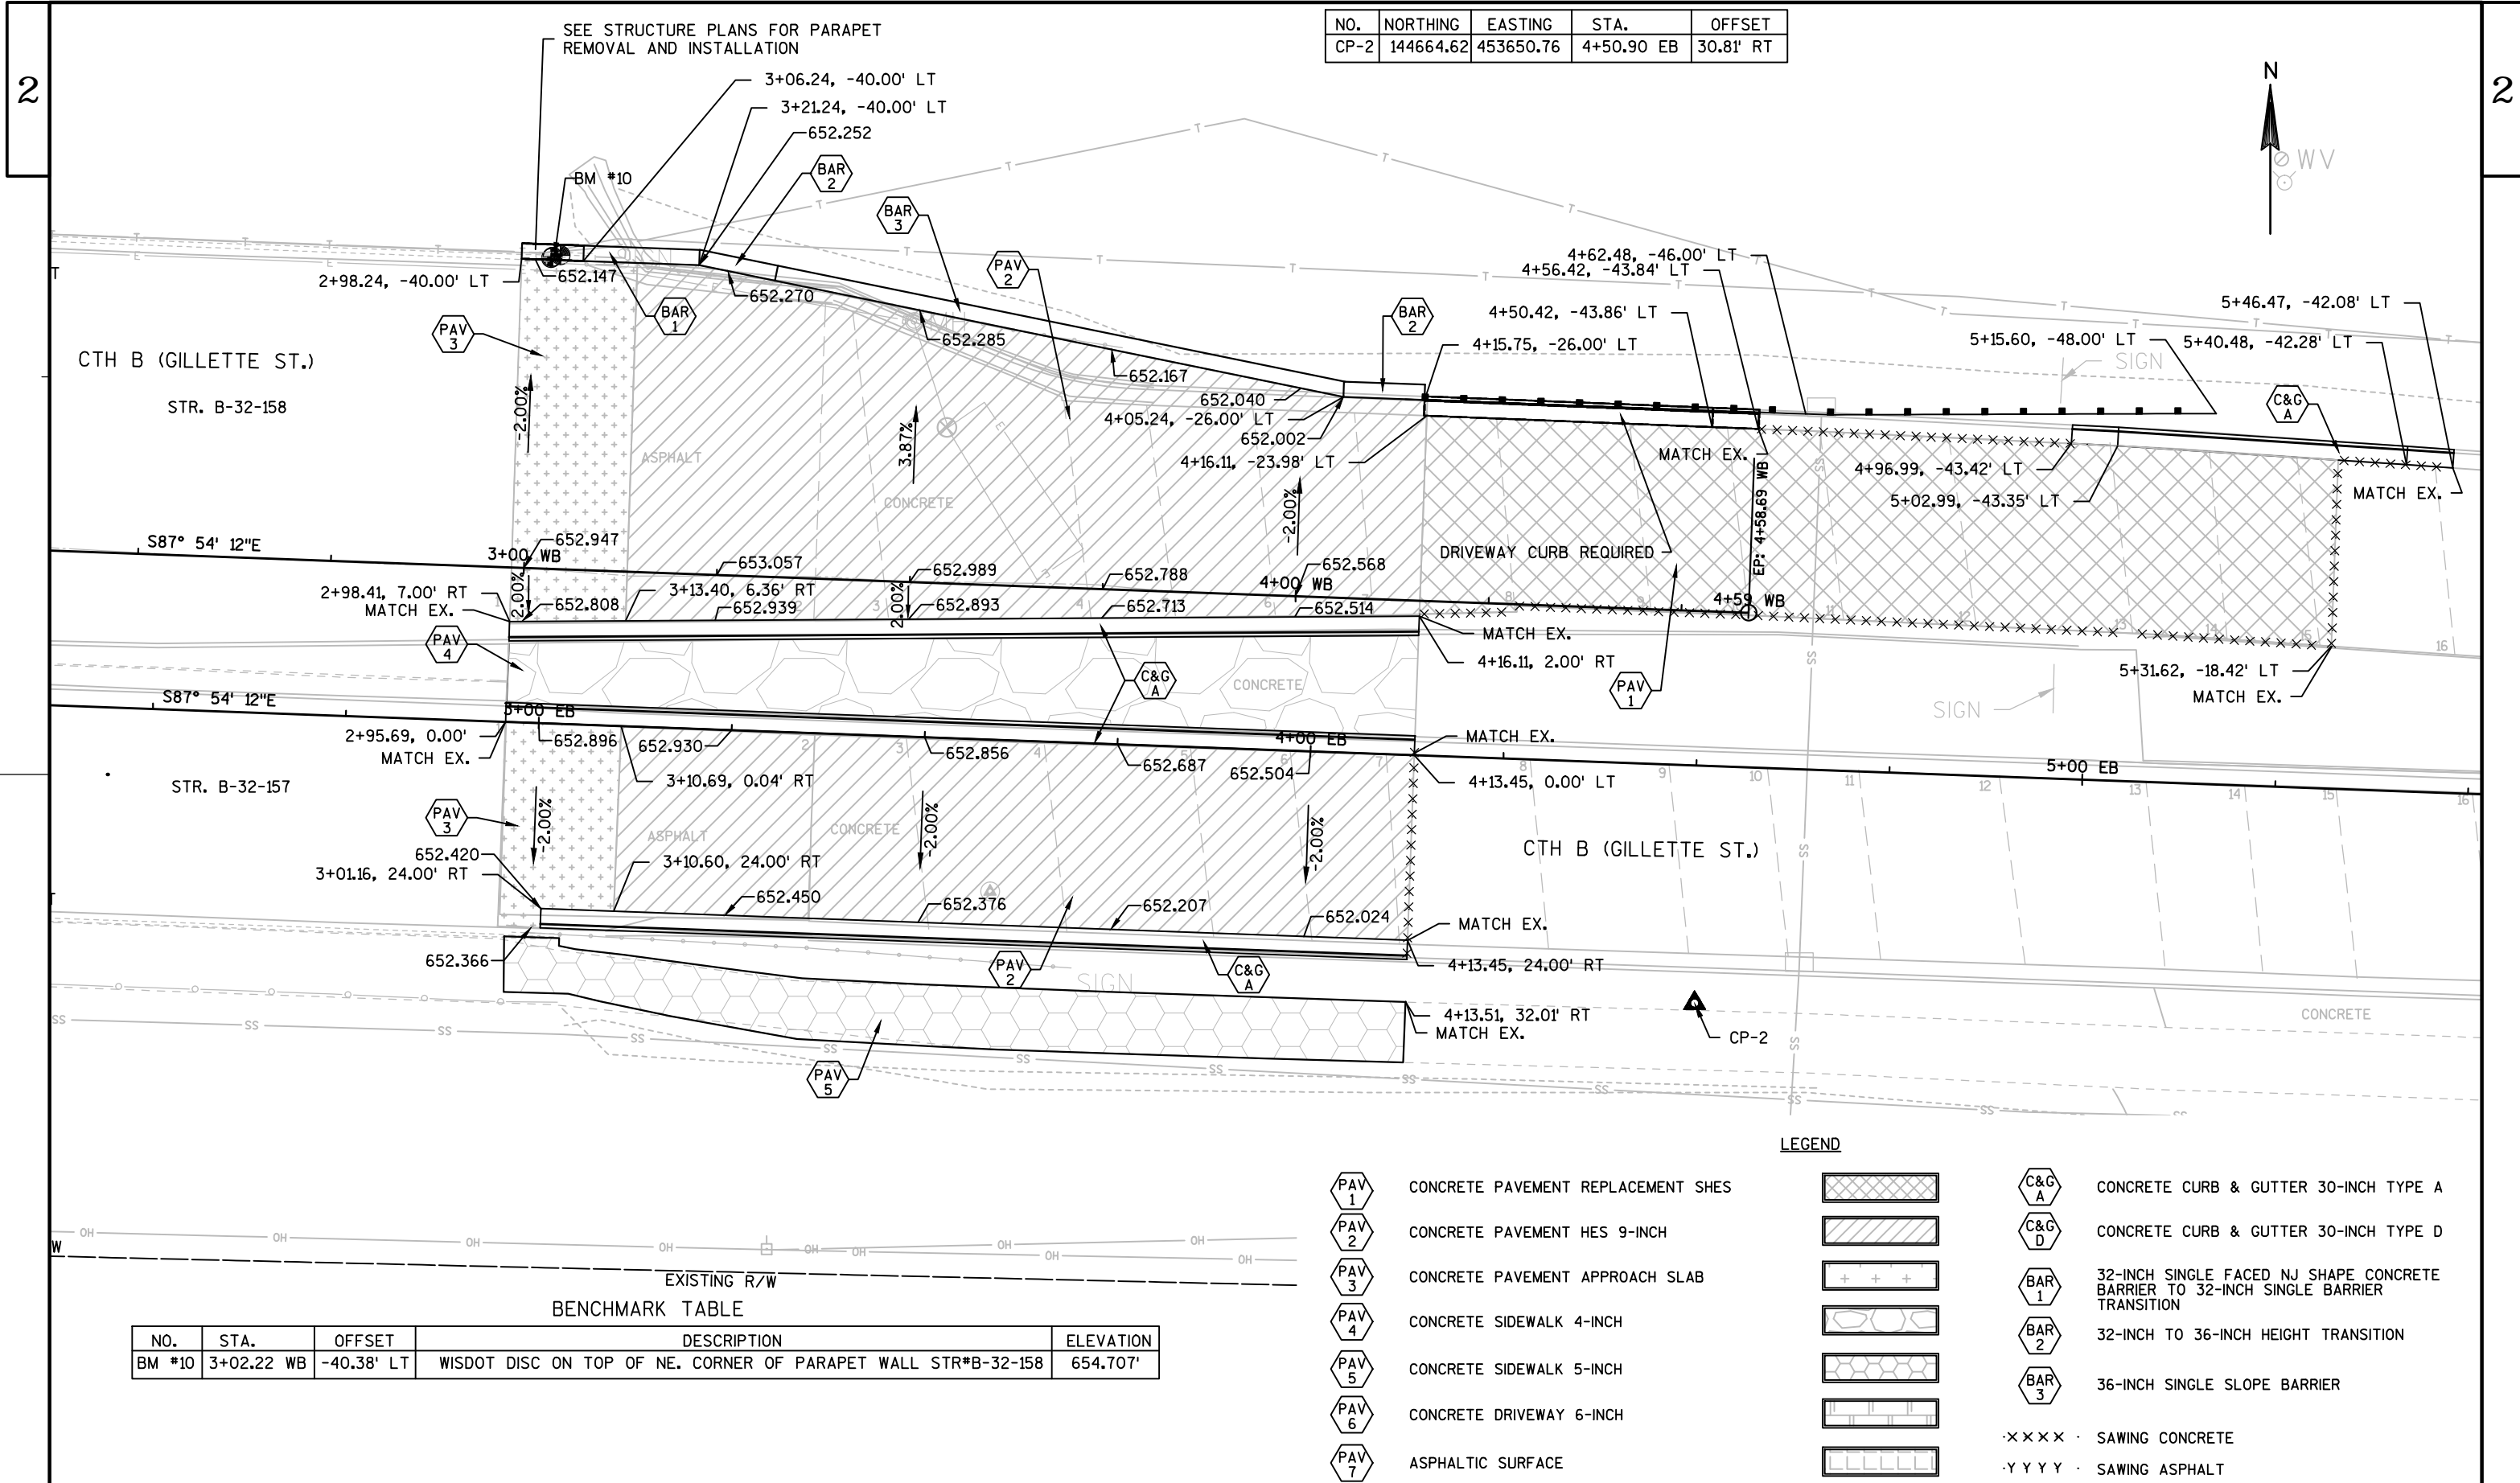 2
2
SEE STRUCTURE PLANS FOR PARAPET
REMOVAL AND INSTALLATION
NO. NORTHING EASTING STA. OFFSET
CP-2 144664.62 453650.76 4+50.90 EB 30.81' RT
N
WV
3+06.24, -40.00' LT
3+21.24, -40.00' LT
652.252
BAR 2
BM #10
BAR 3
PAV 2
2+98.24, -40.00' LT
652.147
652.270
BAR 1
PAV 3
652.285
652.167
BAR 2
4+62.48, -46.00' LT
4+56.42, -43.84' LT
4+50.42, -43.86' LT
4+15.75, -26.00' LT
5+46.47, -42.08' LT
5+15.60, -48.00' LT
5+40.48, -42.28' LT
SIGN
C&G A
CTH B (GILLETTE ST.)
STR. B-32-158
-2.00%
3.87%
-2.00%
ASPHALT
CONCRETE
652.040
4+05.24, -26.00' LT
652.002
4+16.11, -23.98' LT
MATCH EX.
4+96.99, -43.42' LT
5+02.99, -43.35' LT
MATCH EX.
DRIVEWAY CURB REQUIRED
EP: 4+58.69 WB
S87° 54' 12"E
3+00 WB
652.947
653.057
652.989
652.788
652.568
4+00 WB
4+59 WB
2+98.41, 7.00' RT
MATCH EX.
2.00%
652.808
3+13.40, 6.36' RT
652.939
2.00%
652.893
652.713
652.514
MATCH EX.
4+16.11, 2.00' RT
PAV 4
C&G A
CONCRETE
PAV 1
5+31.62, -18.42' LT
MATCH EX.
SIGN
S87° 54' 12"E
3+00 EB
2+95.69, 0.00'
MATCH EX.
652.896
652.930
652.856
652.687
652.504
4+00 EB
MATCH EX.
4+13.45, 0.00' LT
5+00 EB
3+10.69, 0.04' RT
STR. B-32-157
PAV 3
-2.00%
-2.00%
-2.00%
ASPHALT
CONCRETE
CTH B (GILLETTE ST.)
652.420
3+01.16, 24.00' RT
3+10.60, 24.00' RT
652.450
652.376
652.207
652.024
MATCH EX.
4+13.45, 24.00' RT
652.366
PAV 2
SIGN
C&G A
4+13.51, 32.01' RT
MATCH EX.
CP-2
CONCRETE
PAV 5
LEGEND
PAV 1 CONCRETE PAVEMENT REPLACEMENT SHES
PAV 2 CONCRETE PAVEMENT HES 9-INCH
PAV 3 CONCRETE PAVEMENT APPROACH SLAB
PAV 4 CONCRETE SIDEWALK 4-INCH
PAV 5 CONCRETE SIDEWALK 5-INCH
PAV 6 CONCRETE DRIVEWAY 6-INCH
PAV 7 ASPHALTIC SURFACE
C&G A CONCRETE CURB & GUTTER 30-INCH TYPE A
C&G D CONCRETE CURB & GUTTER 30-INCH TYPE D
BAR 1 32-INCH SINGLE FACED NJ SHAPE CONCRETE
BARRIER TO 32-INCH SINGLE BARRIER
TRANSITION
BAR 2 32-INCH TO 36-INCH HEIGHT TRANSITION
BAR 3 36-INCH SINGLE SLOPE BARRIER
XXXX SAWING CONCRETE
YYYY SAWING ASPHALT
EXISTING R/W
BENCHMARK TABLE
NO. STA. OFFSET DESCRIPTION ELEVATION
BM #10 3+02.22 WB -40.38' LT WISDOT DISC ON TOP OF NE. CORNER OF PARAPET WALL STR#B-32-158 654.707'